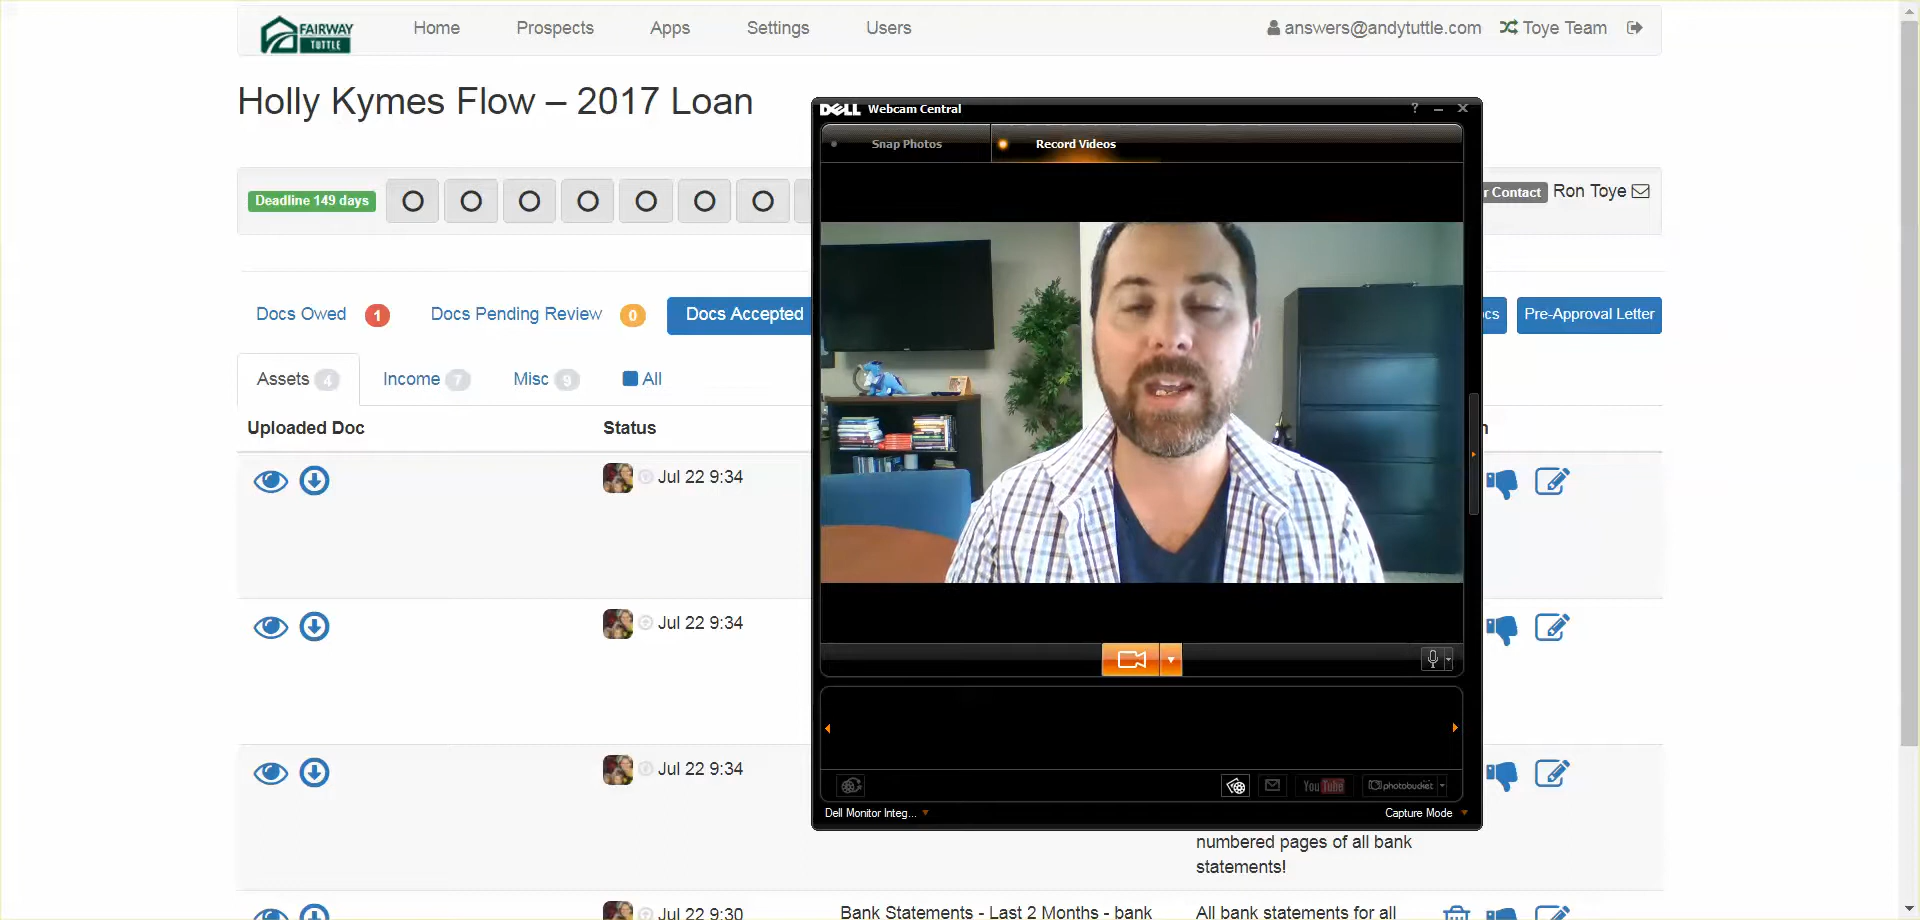 FAIRWAY
TUTTLE
Home
Prospects
Apps
Settings
Users
answers@andytuttle.com
Toye Team
Holly Kymes Flow – 2017 Loan
Deadline 149 days
r Contact
Ron Toye
Docs Owed 1
Docs Pending Review 0
Docs Accepted
cs
Pre-Approval Letter
Assets 4
Income 7
Misc 9
All
Uploaded Doc
Status
n
Jul 22 9:34
Jul 22 9:34
Jul 22 9:34
numbered pages of all bank
statements!
Jul 22 9:30
Bank Statements - Last 2 Months - bank
All bank statements for all
DELL Webcam Central
?
Snap Photos
Record Videos
YouTube
photobucket
Dell Monitor Integ...
Capture Mode